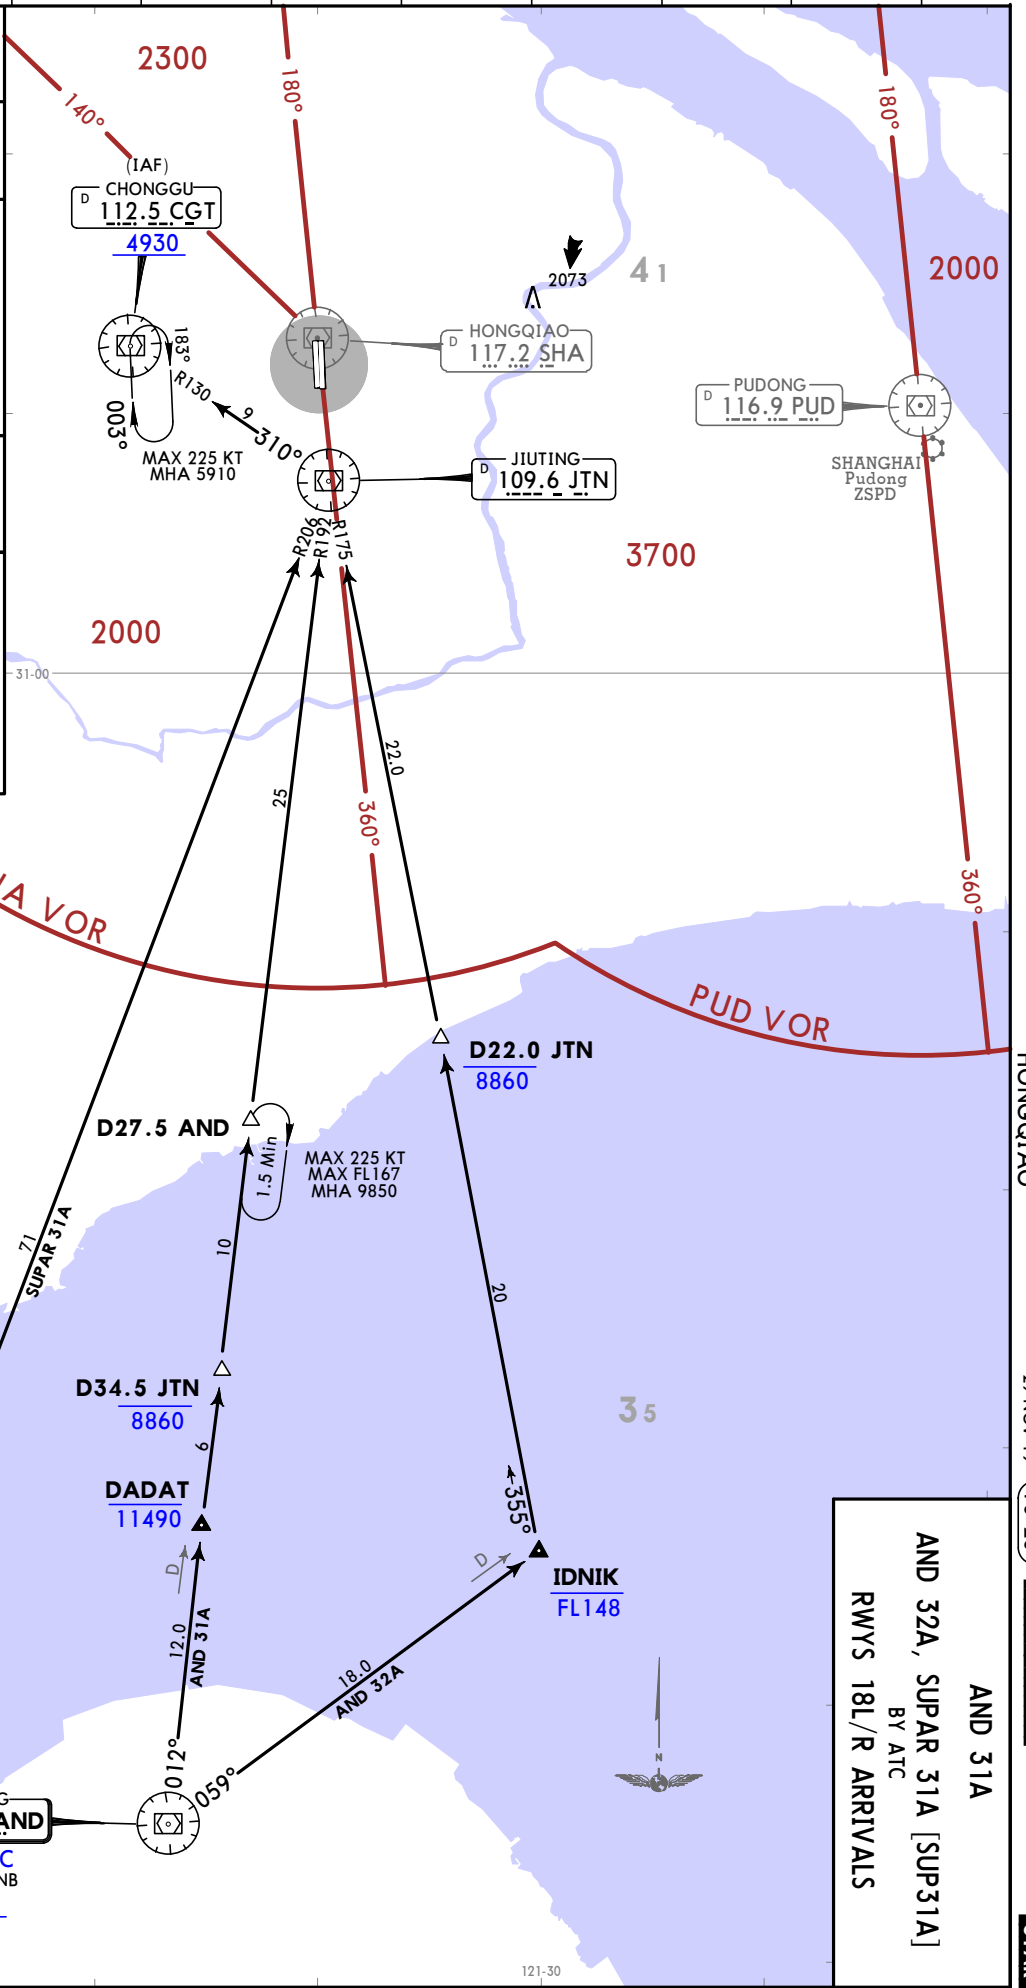 2300
180°
180°
140°
(IAF)
CHONGGU
D 112.5 CGT
4930
2073
41
2000
HONGQIAO
D 117.2 SHA
183°
R130
9
310°
003°
MAX 225 KT
MHA 5910
PUDONG
D 116.9 PUD
SHANGHAI
Pudong
ZSPD
JIUTING
D 109.6 JTN
R206
R192
R175
3700
2000
31-00
22.0
25
360°
360°
A VOR
PUD VOR
D22.0 JTN
8860
D27.5 AND
1.5 Min
MAX 225 KT
MAX FL167
MHA 9850
HONGQIAO
71
SUPAR 31A
10
20
D34.5 JTN
8860
35
6
DADAT
11490
355°
D
D
IDNIK
FL148
12.0
AND 31A
18.0
AND 32A
012°
059°
AND
C
NB
N
AND 31A
AND 32A, SUPAR 31A [SUP31A]
BY ATC
RWYS 18L/R ARRIVALS
121-30